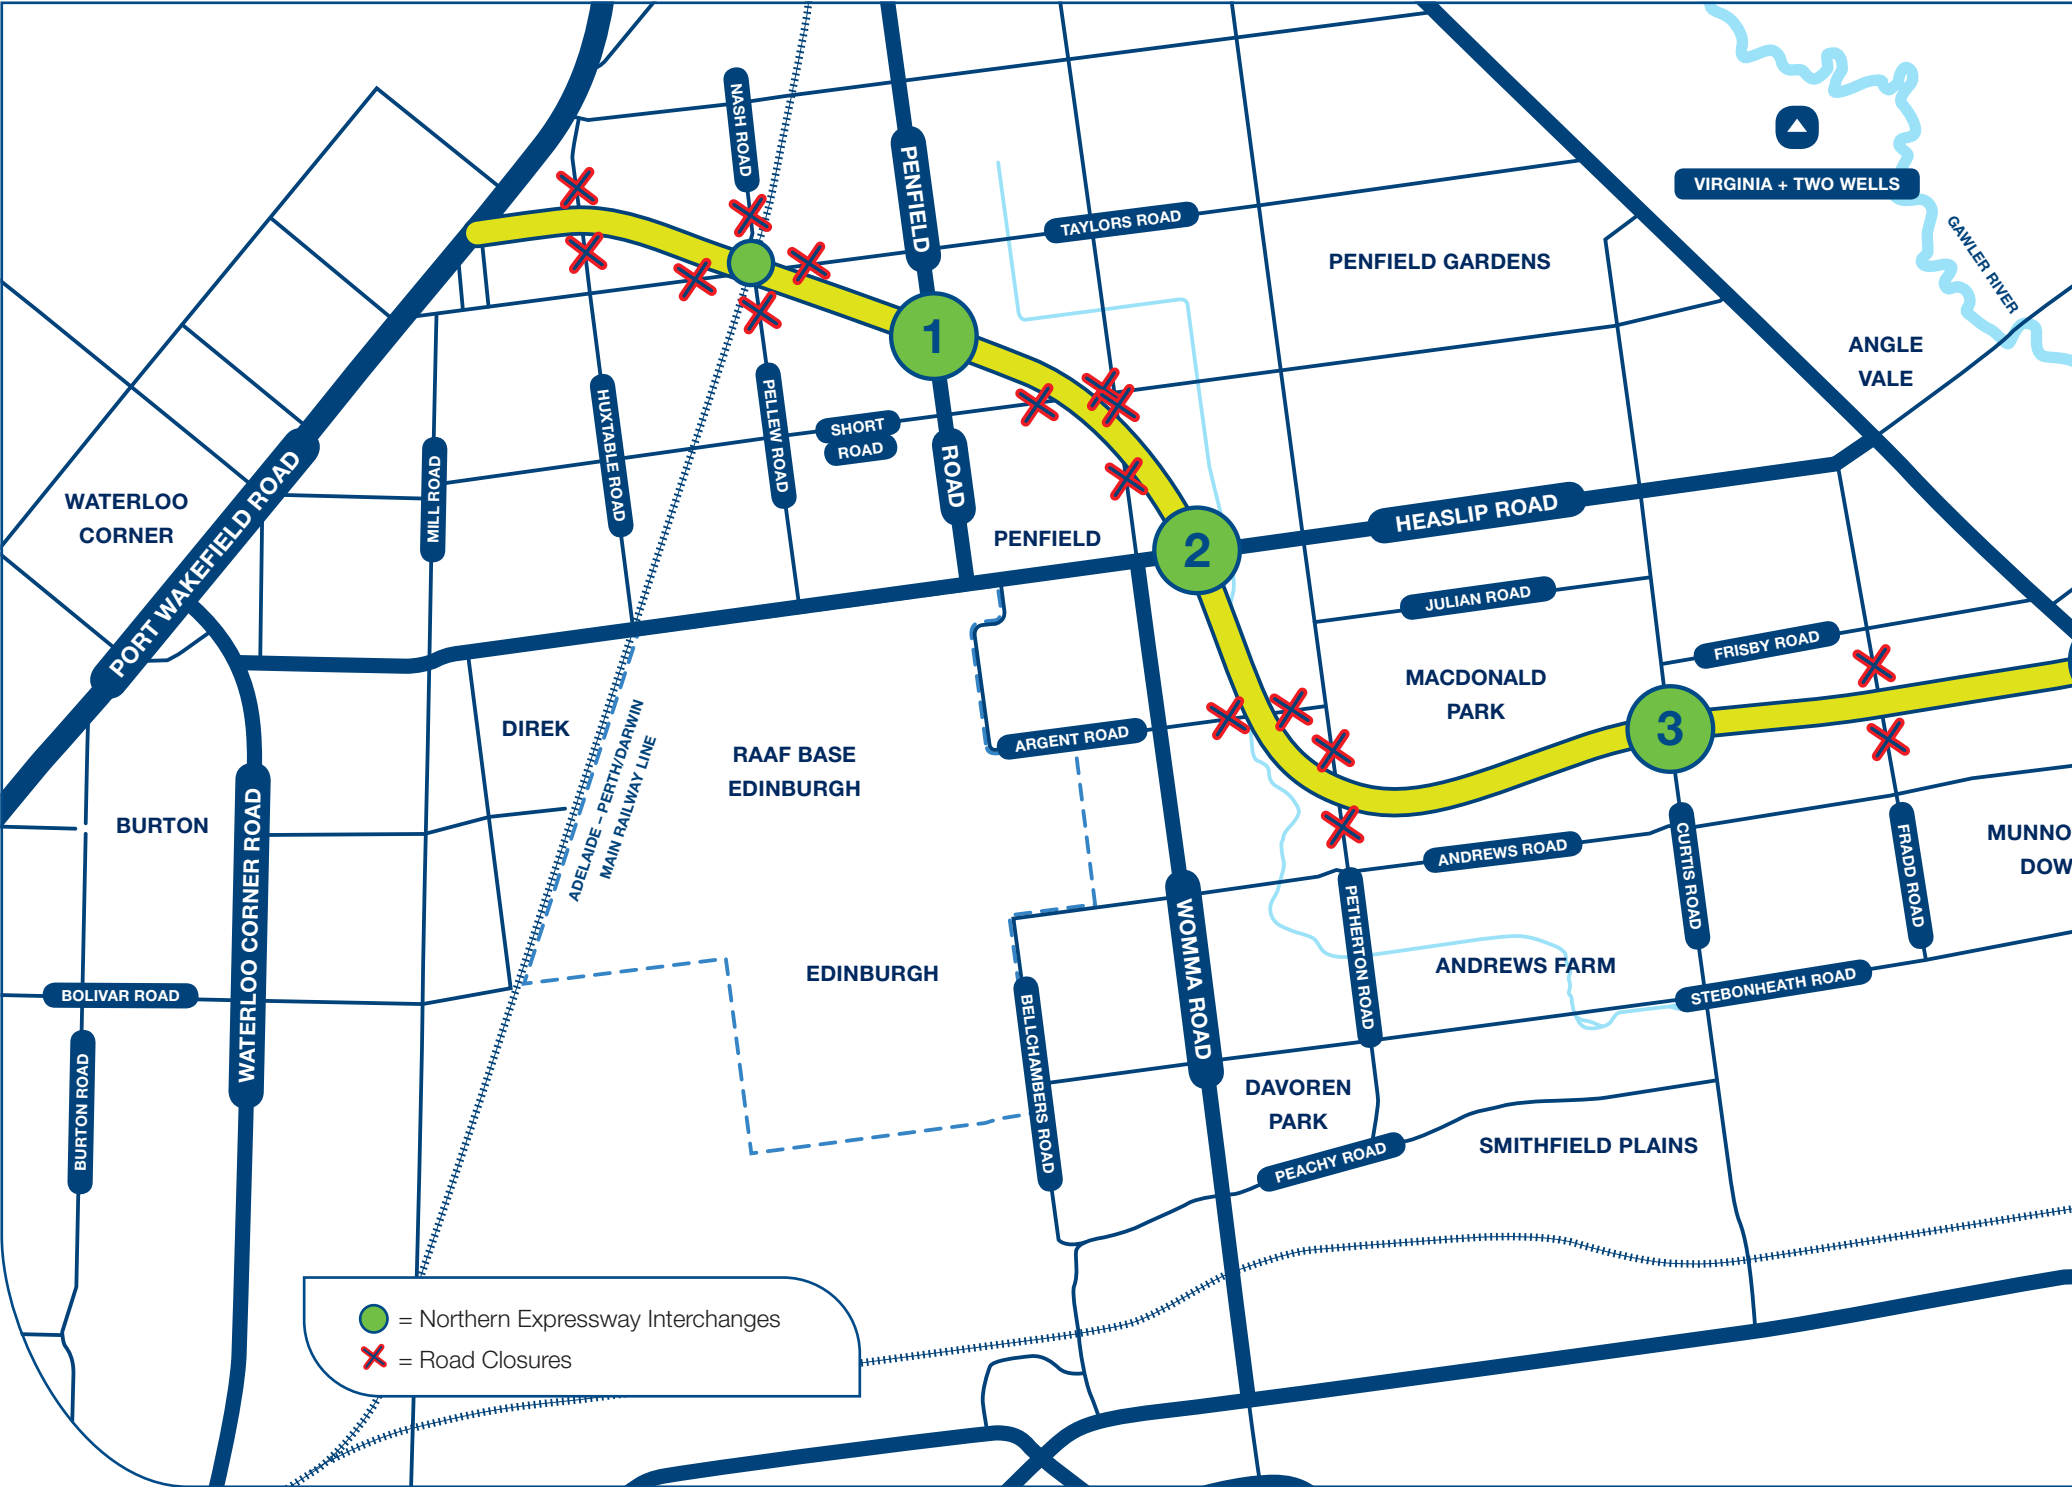 NASH ROAD
PENFIELD
ROAD
TAYLORS ROAD
VIRGINIA + TWO WELLS
GAWLER RIVER
PENFIELD GARDENS
ANGLE
VALE
1
HUXTABLE ROAD
PELLEW ROAD
SHORT
ROAD
MILL ROAD
WATERLOO
CORNER
PORT WAKEFIELD ROAD
PENFIELD
2
HEASLIP ROAD
JULIAN ROAD
FRISBY ROAD
MACDONALD
PARK
3
DIREK
ADELAIDE – PERTH/DARWIN
MAIN RAILWAY LINE
RAAF BASE
EDINBURGH
ARGENT ROAD
BURTON
WATERLOO CORNER ROAD
ANDREWS ROAD
CURTIS ROAD
FRADD ROAD
MUNNO
DOW
WOMMA ROAD
PETHERTON ROAD
EDINBURGH
ANDREWS FARM
STEBONHEATH ROAD
BOLIVAR ROAD
BURTON ROAD
BELLCHAMBERS ROAD
DAVOREN
PARK
PEACHY ROAD
SMITHFIELD PLAINS
= Northern Expressway Interchanges
= Road Closures